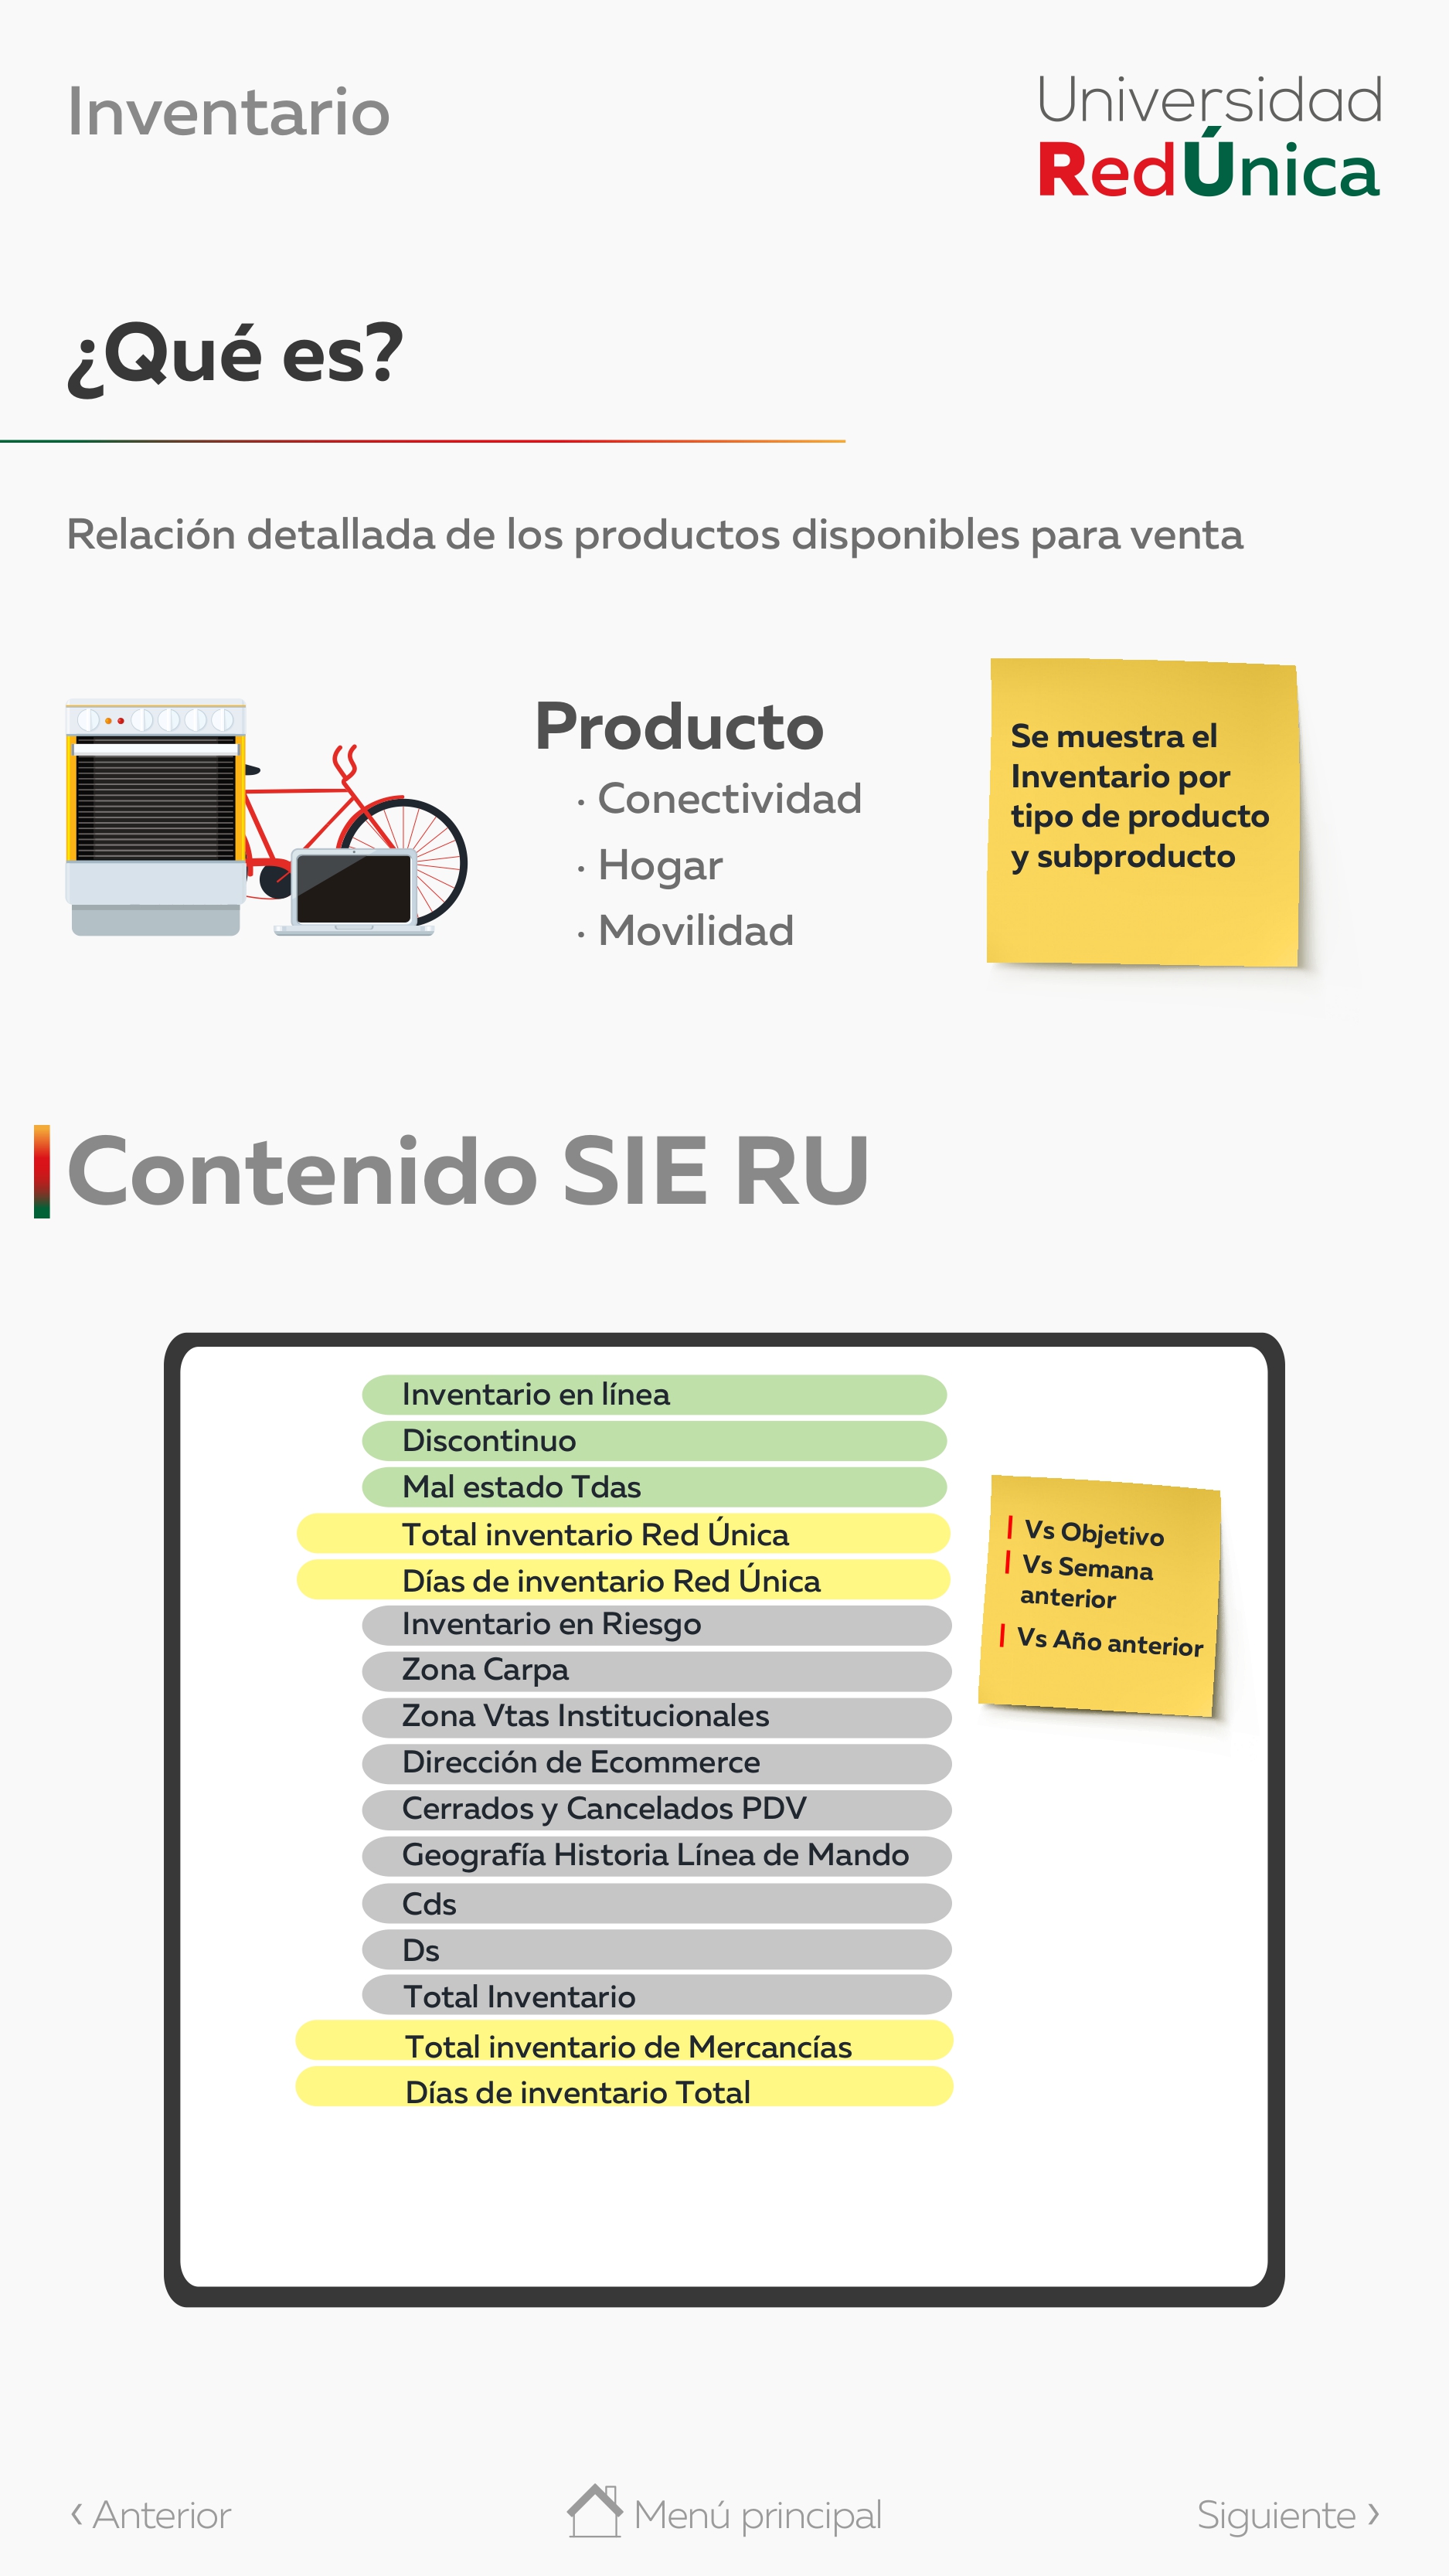 Inventario
Universidad
RedÚnica
¿Qué es?
Relación detallada de los productos disponibles para venta
Producto
· Conectividad
· Hogar
· Movilidad
Se muestra el
Inventario por
tipo de producto
y subproducto
Contenido SIE RU
Inventario en línea
Discontinuo
Mal estado Tdas
Total inventario Red Única
Días de inventario Red Única
Inventario en Riesgo
Zona Carpa
Zona Vtas Institucionales
Dirección de Ecommerce
Cerrados y Cancelados PDV
Geografía Historia Línea de Mando
Cds
Ds
Total Inventario
Total inventario de Mercancías
Días de inventario Total
Vs Objetivo
Vs Semana
anterior
Vs Año anterior
‹ Anterior
Menú principal
Siguiente ›